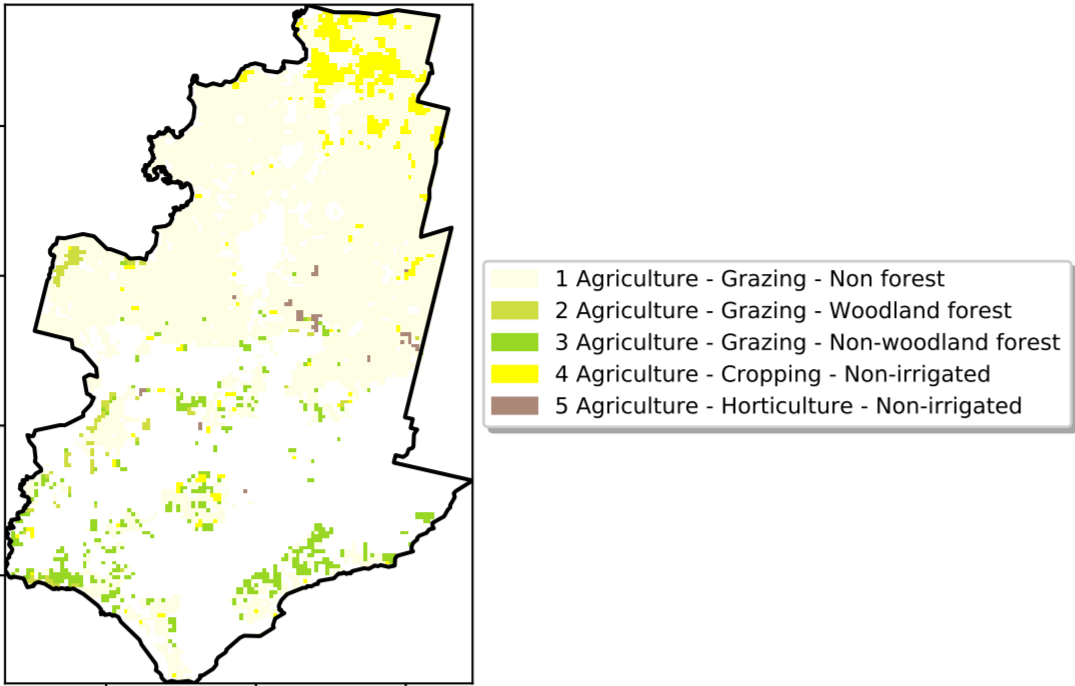 1 Agriculture - Grazing - Non forest
2 Agriculture - Grazing - Woodland forest
3 Agriculture - Grazing - Non-woodland forest
4 Agriculture - Cropping - Non-irrigated
5 Agriculture - Horticulture - Non-irrigated